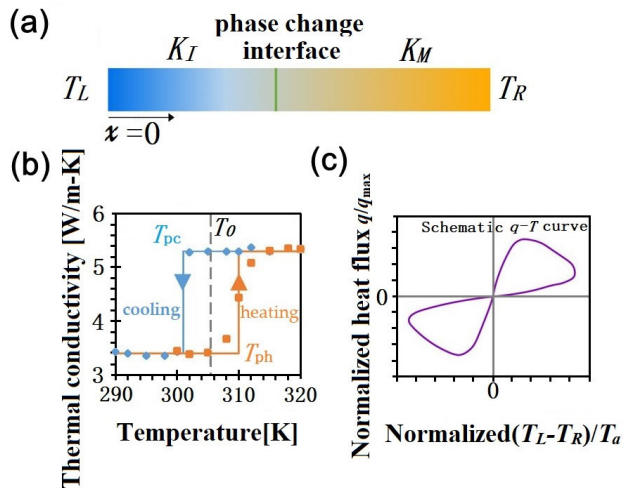 (a)
phase change
interface
K_I
K_M
T_L
T_R
x=0
(b)
Thermal conductivity [W/m-K]
6
5
4
3
T_pc
T_0
cooling
heating
T_ph
290 300 310 320
Temperature[K]
(c)
Normalized heat flux q/q_max
Schematic q-T curve
0
0
Normalized(T_L-T_R)/T_a